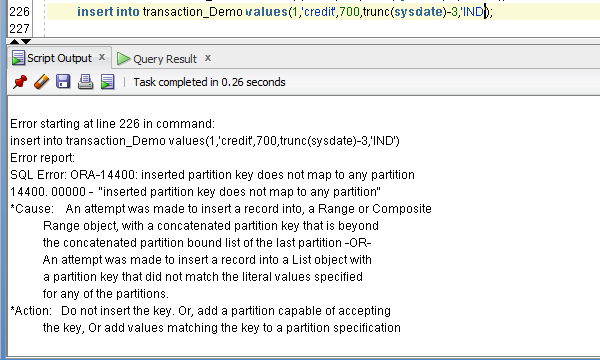 226 insert into transaction_Demo values(1,'credit',700,trunc(sysdate)-3,'IND');
227
Script Output x Query Result x
Task completed in 0.26 seconds
Error starting at line 226 in command:
insert into transaction_Demo values(1,'credit',700,trunc(sysdate)-3,'IND')
Error report:
SQL Error: ORA-14400: inserted partition key does not map to any partition
14400. 00000 - "inserted partition key does not map to any partition"
*Cause: An attempt was made to insert a record into, a Range or Composite
Range object, with a concatenated partition key that is beyond
the concatenated partition bound list of the last partition -OR-
An attempt was made to insert a record into a List object with
a partition key that did not match the literal values specified
for any of the partitions.
*Action: Do not insert the key. Or, add a partition capable of accepting
the key, Or add values matching the key to a partition specification